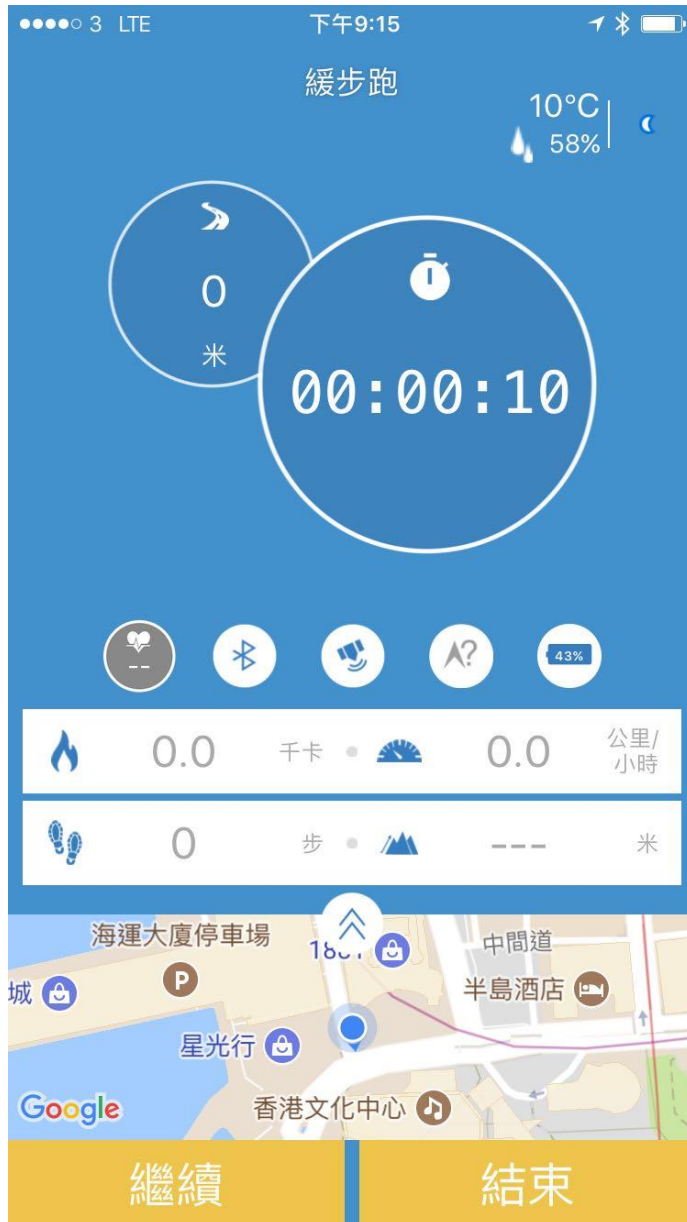 3 LTE 下午9:15
緩步跑
10°C
58%
0
米
00:00:10
--
?
43%
0.0 千卡 0.0 公里/
小時
0 步 --- 米
海運大廈停車場
中間道
P
城
半島酒店
星光行
Google
香港文化中心
繼續 結束